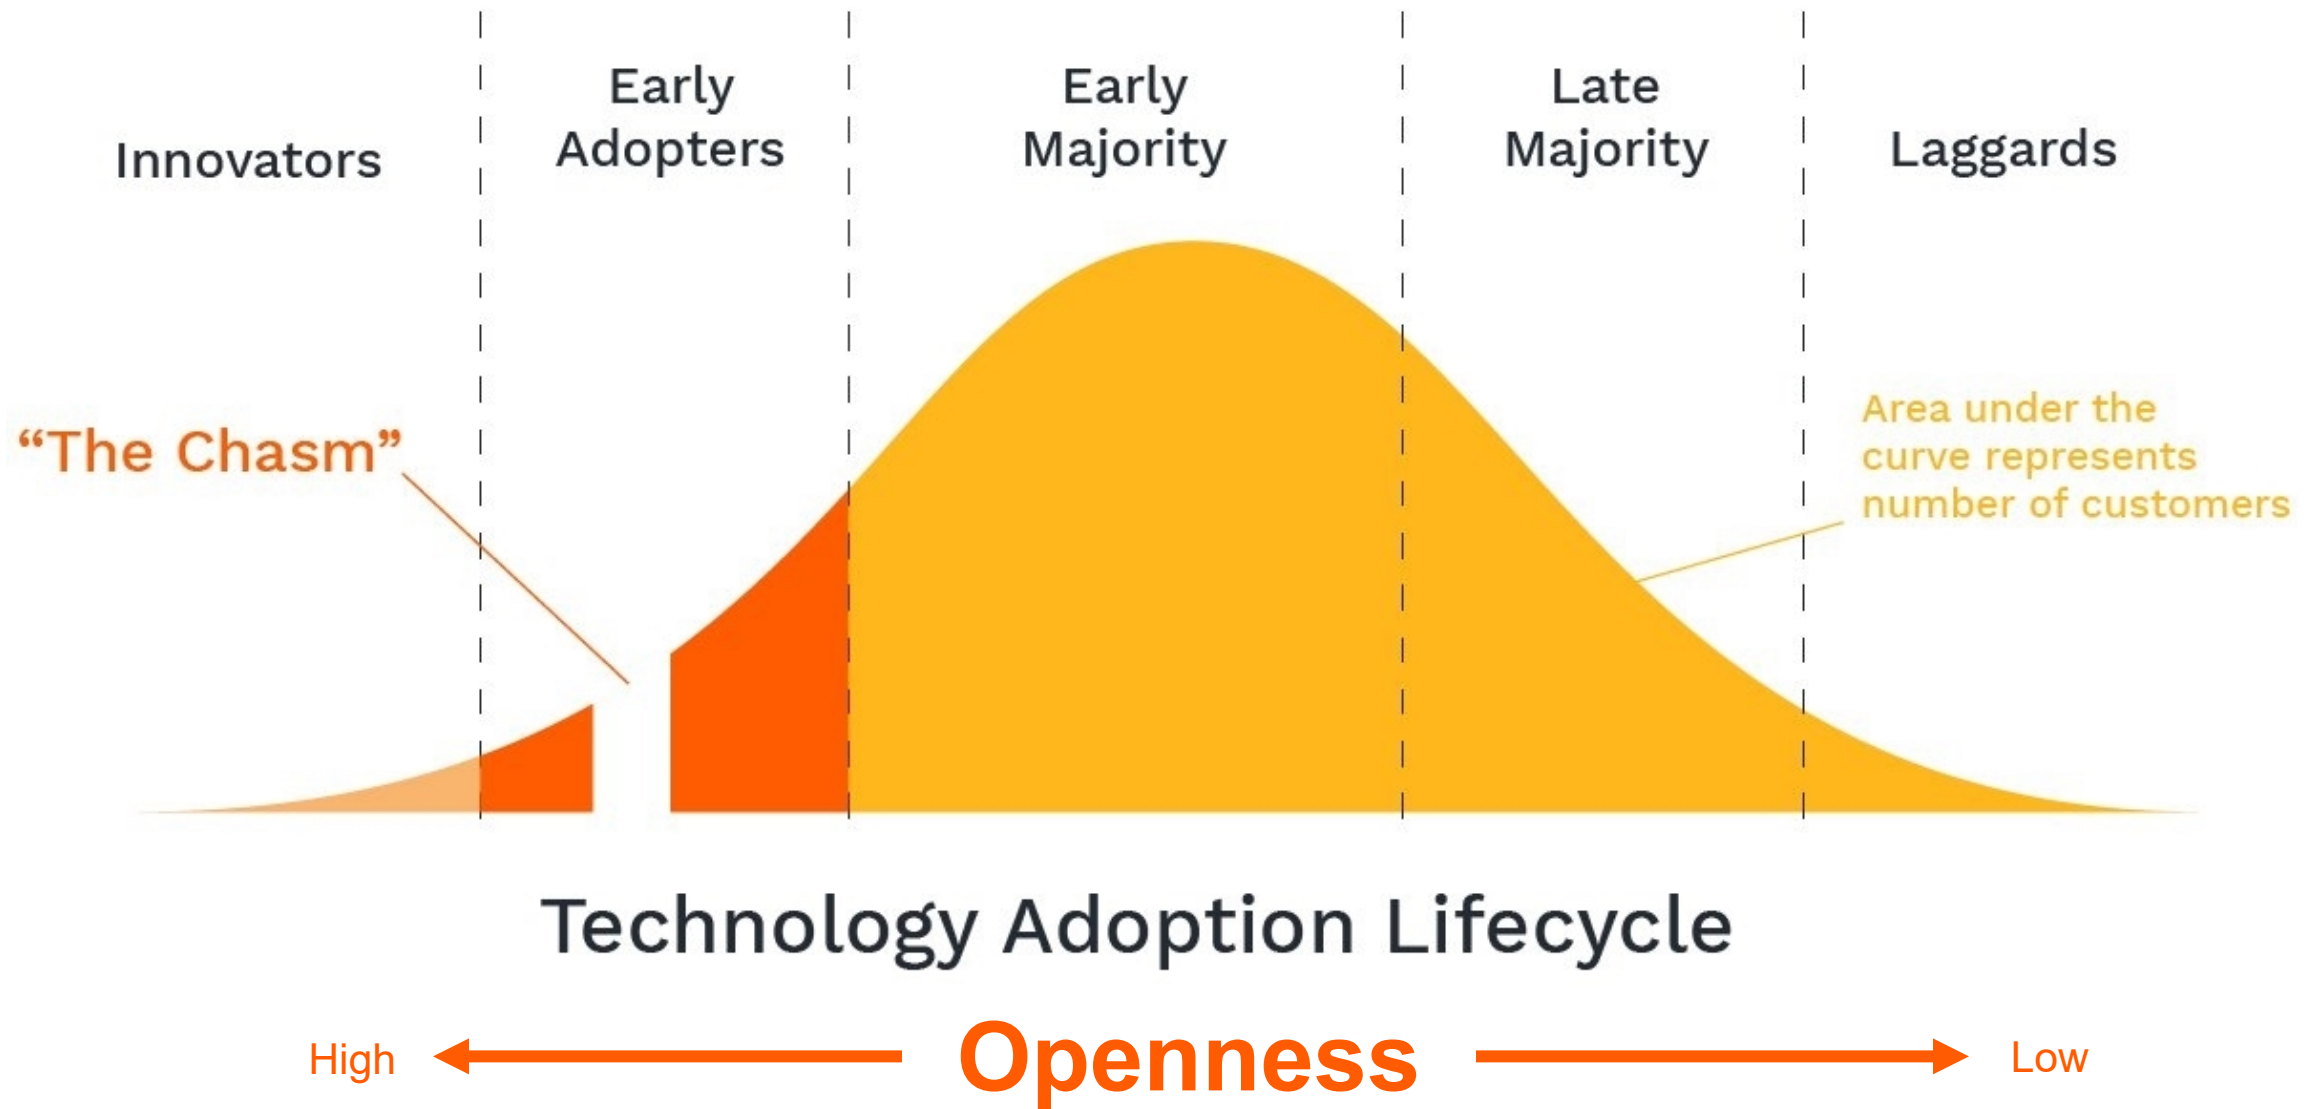 Innovators
Early
Adopters
Early
Majority
Late
Majority
Laggards
“The Chasm”
Area under the
curve represents
number of customers
Technology Adoption Lifecycle
High
Openness
Low